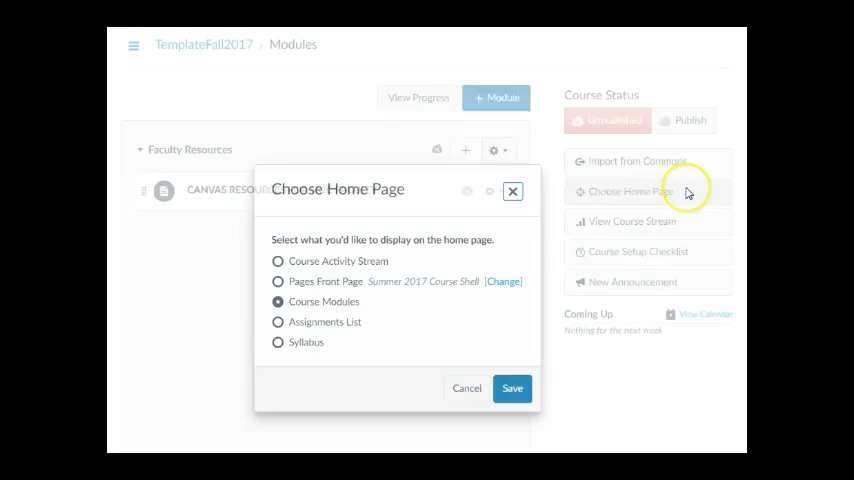 TemplateFall2017 › Modules
View Progress
+ Module
Course Status
Unpublished
Publish
Faculty Resources
Import from Commons
CANVAS RESOUR
Choose Home Page
Choose Home Page
View Course Stream
Select what you'd like to display on the home page.
Course Activity Stream
Course Setup Checklist
Pages Front Page Summer 2017 Course Shell [Change]
New Announcement
Course Modules
Coming Up
View Calendar
Assignments List
Nothing for the next week
Syllabus
Cancel
Save